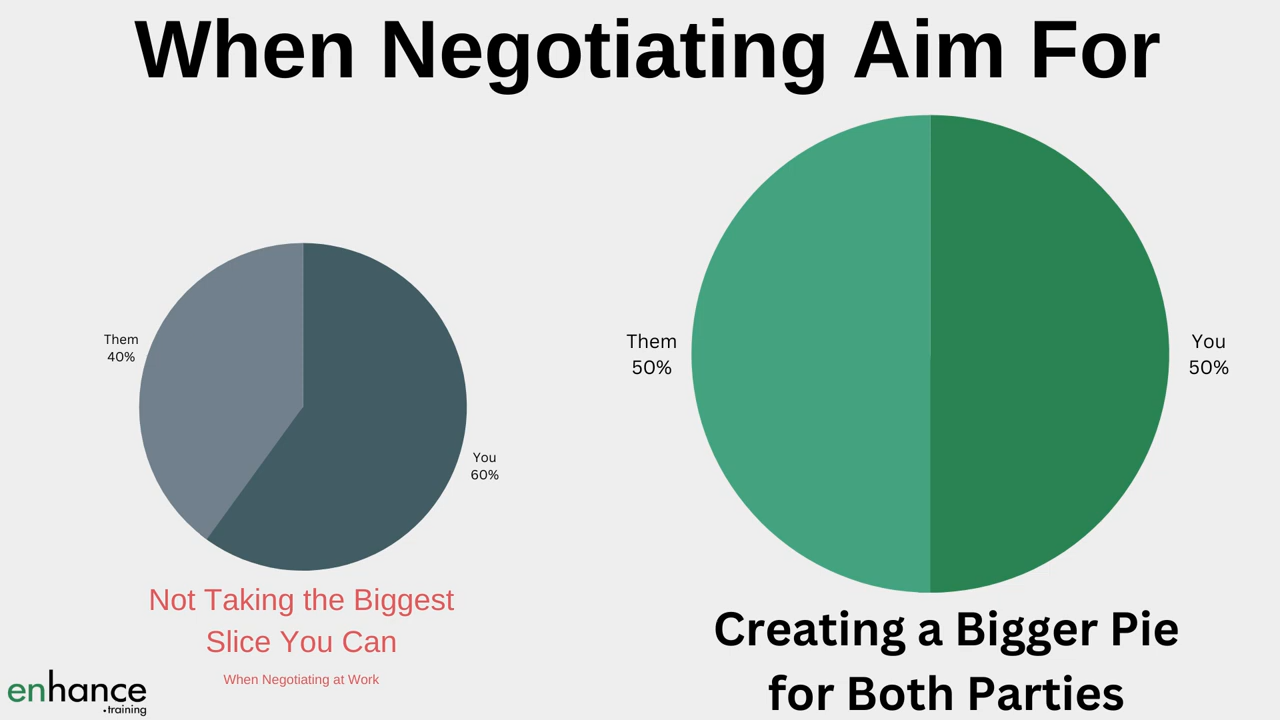 When Negotiating Aim For
Them
40%
You
60%
Not Taking the Biggest
Slice You Can
When Negotiating at Work
Them
50%
You
50%
Creating a Bigger Pie
for Both Parties
enhance
.training